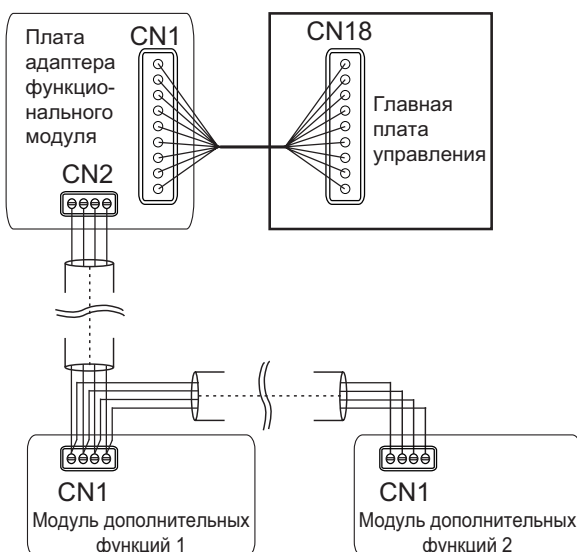 Плата
адаптера
функцио-
нального
модуля
CN1
CN2
CN18
Главная
плата
управления
CN1
Модуль дополнительных
функций 1
CN1
Модуль дополнительных
функций 2